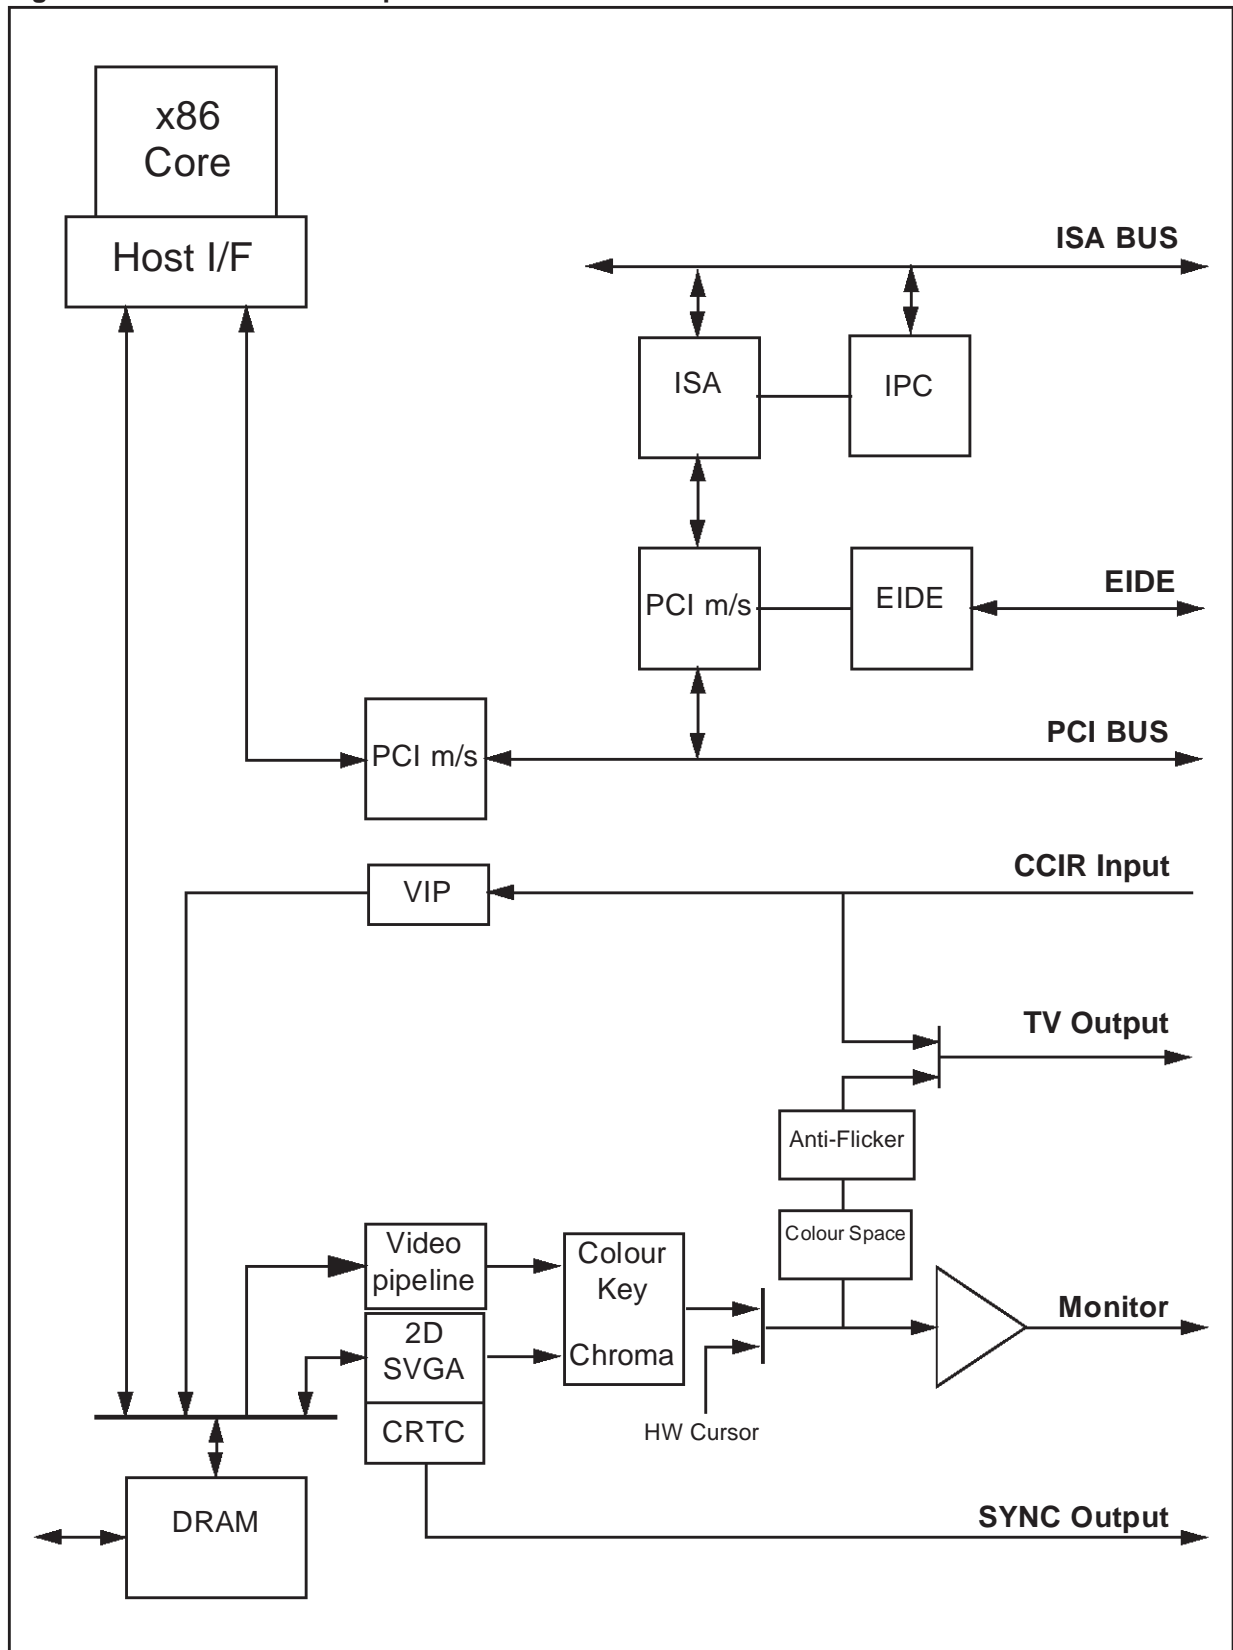 x86
Core
Host I/F
ISA BUS
ISA
IPC
EIDE
PCI m/s
EIDE
PCI BUS
PCI m/s
CCIR Input
VIP
TV Output
Anti-Flicker
Colour Space
Video
pipeline
Colour
Key
Chroma
Monitor
2D
SVGA
CRTC
HW Cursor
DRAM
SYNC Output